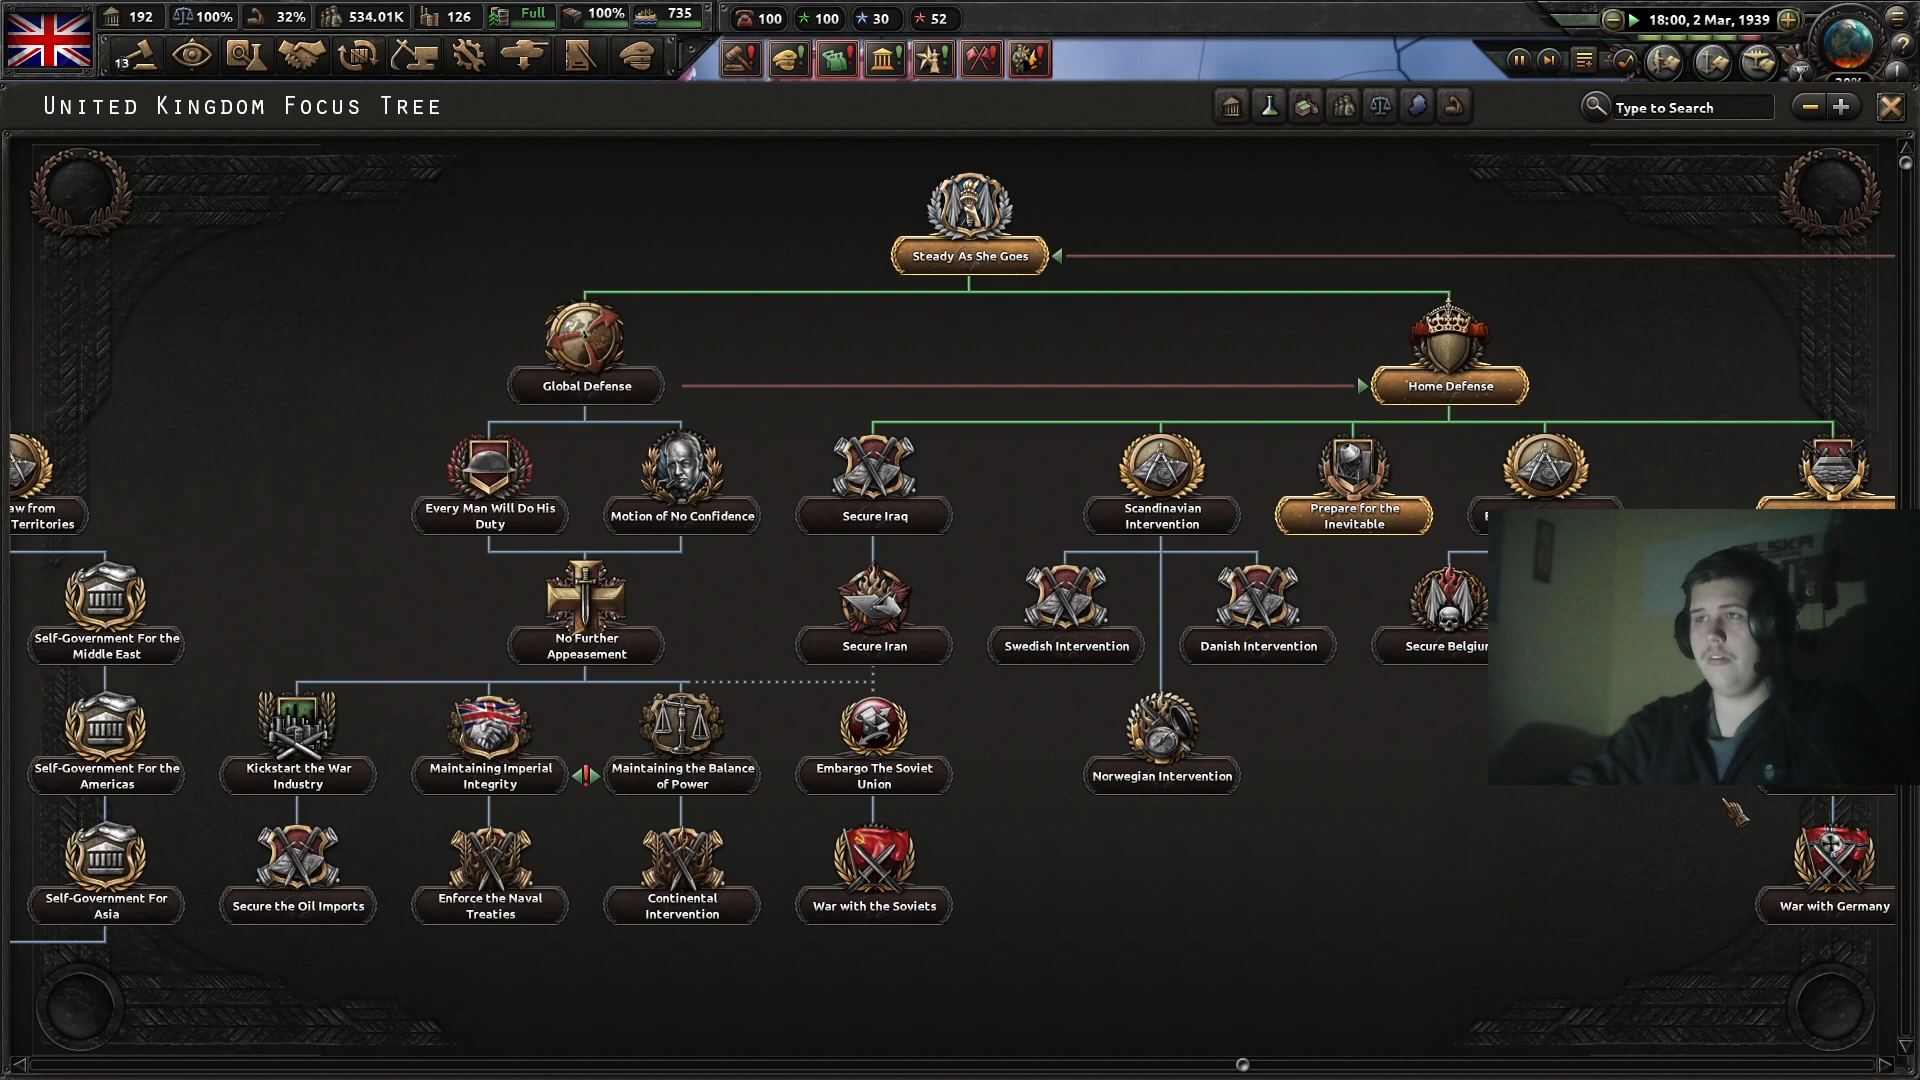 192
100%
32%
534.01K
126
Full
100%
735
100
100
30
52
18:00, 2 Mar, 1939
13
United Kingdom Focus Tree
Type to Search
Steady As She Goes
Global Defense
Home Defense
aw from
Territories
Every Man Will Do His
Duty
Motion of No Confidence
Secure Iraq
Scandinavian
Intervention
Prepare for the
Inevitable
Self-Government For the
Middle East
No Further
Appeasement
Secure Iran
Swedish Intervention
Danish Intervention
Secure Belgiu
Self-Government For the
Americas
Kickstart the War
Industry
Maintaining Imperial
Integrity
Maintaining the Balance
of Power
Embargo The Soviet
Union
Norwegian Intervention
Self-Government For
Asia
Secure the Oil Imports
Enforce the Naval
Treaties
Continental
Intervention
War with the Soviets
War with Germany